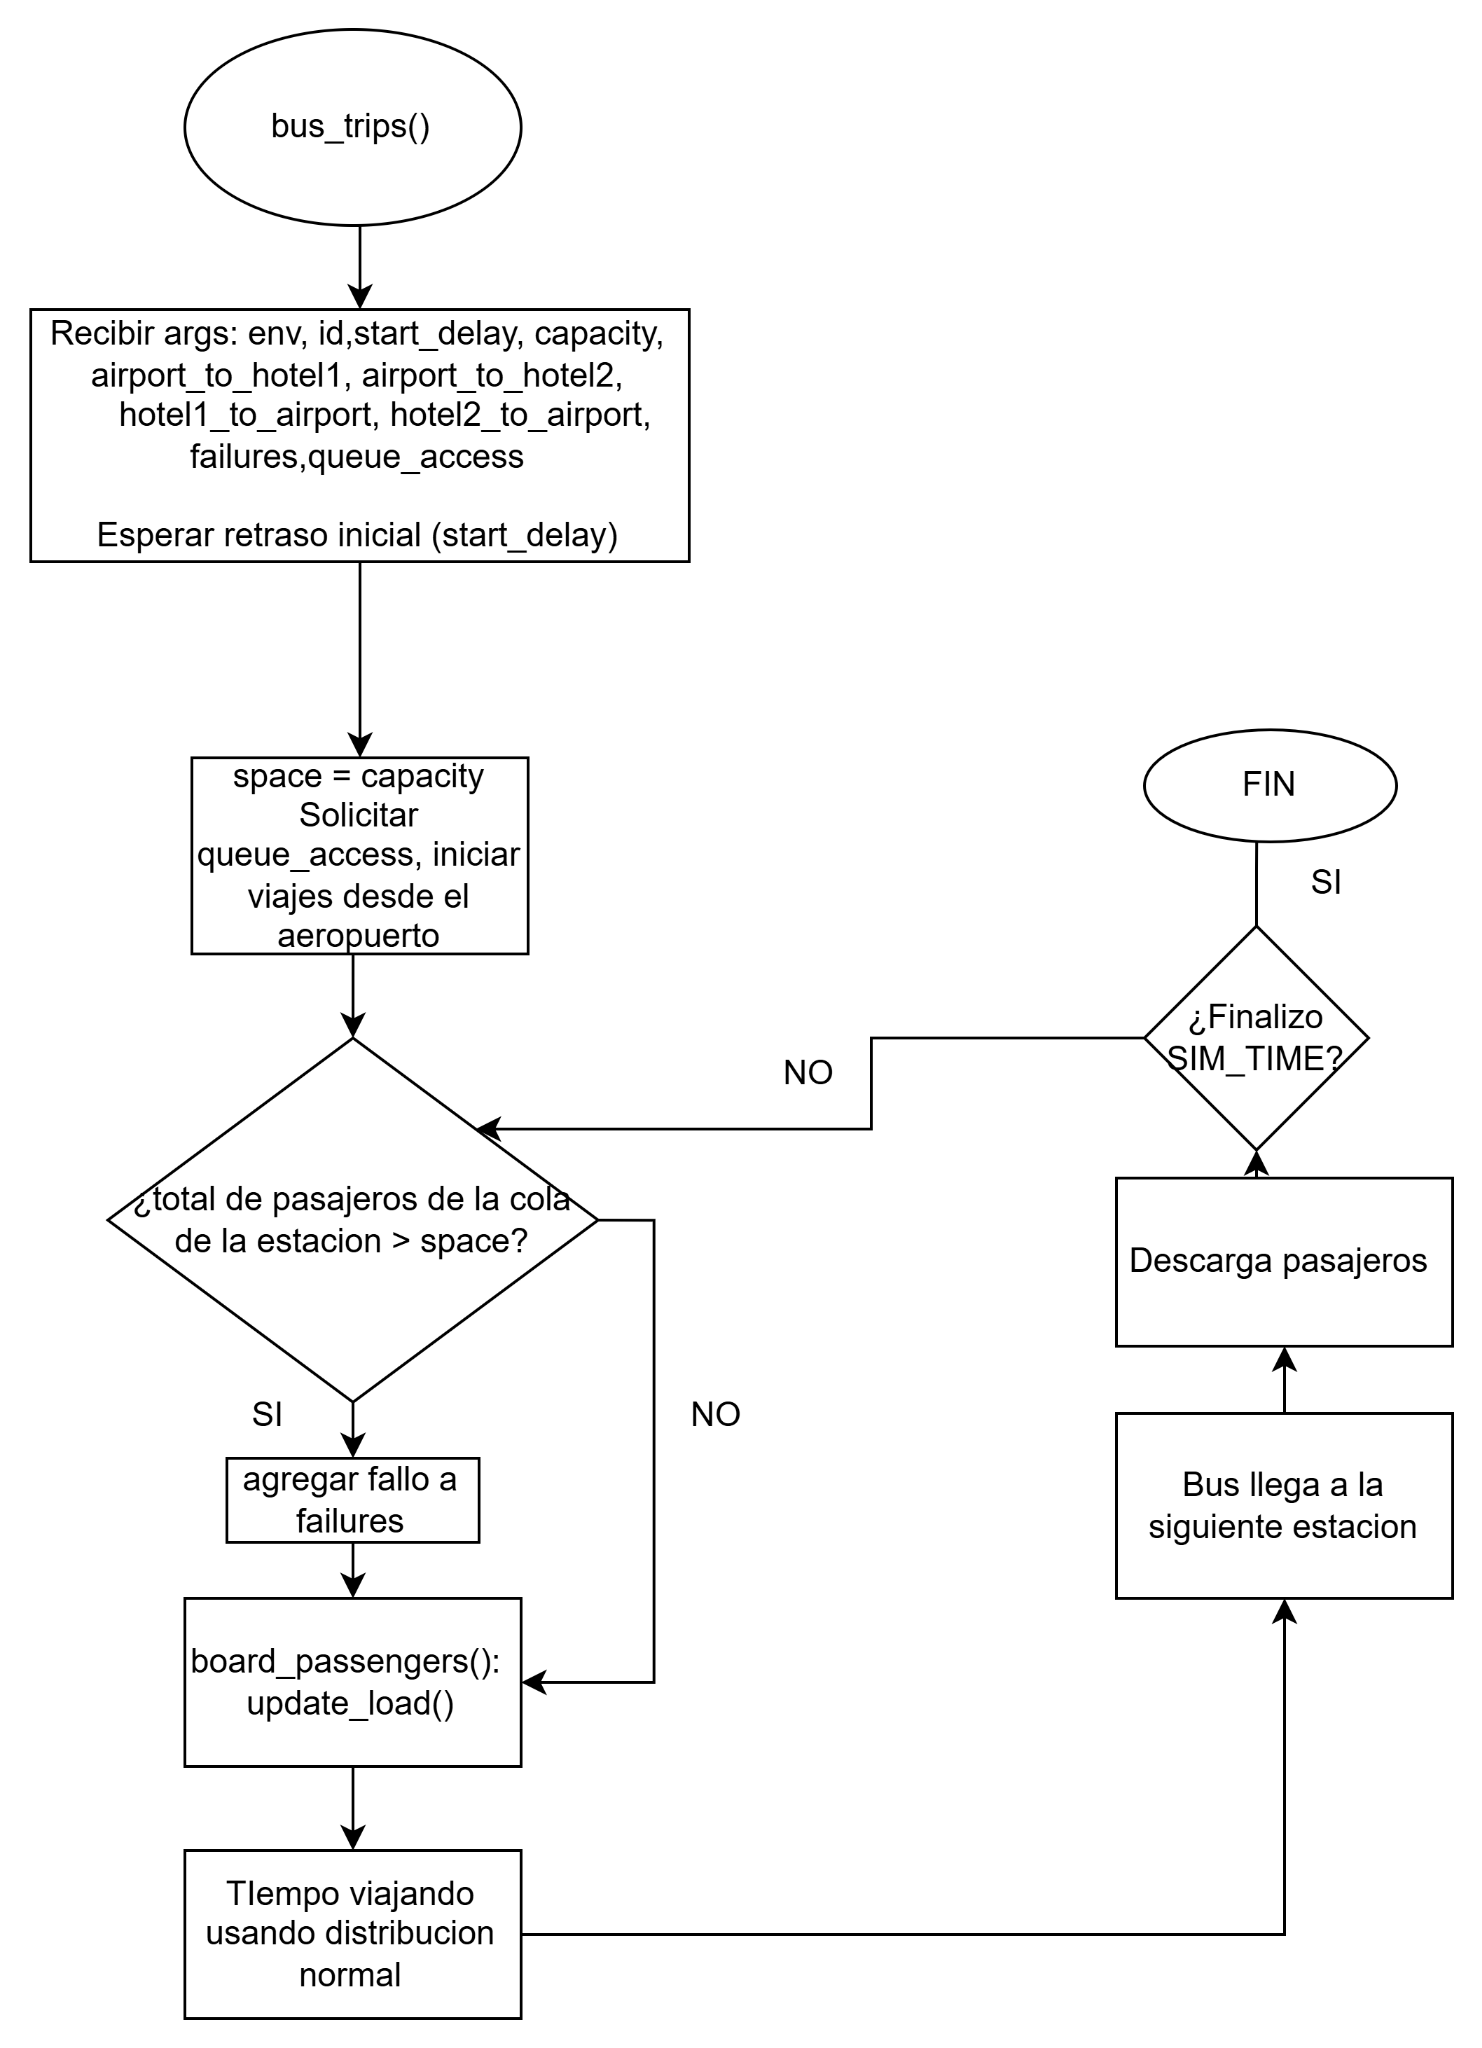 bus_trips()
Recibir args: env, id,start_delay, capacity,
airport_to_hotel1, airport_to_hotel2,
hotel1_to_airport, hotel2_to_airport,
failures,queue_access
Esperar retraso inicial (start_delay)
space = capacity
Solicitar
queue_access, iniciar
viajes desde el
aeropuerto
¿total de pasajeros de la cola
de la estacion > space?
SI
NO
agregar fallo a
failures
board_passengers():
update_load()
TIempo viajando
usando distribucion
normal
Bus llega a la
siguiente estacion
Descarga pasajeros
¿Finalizo
SIM_TIME?
NO
SI
FIN